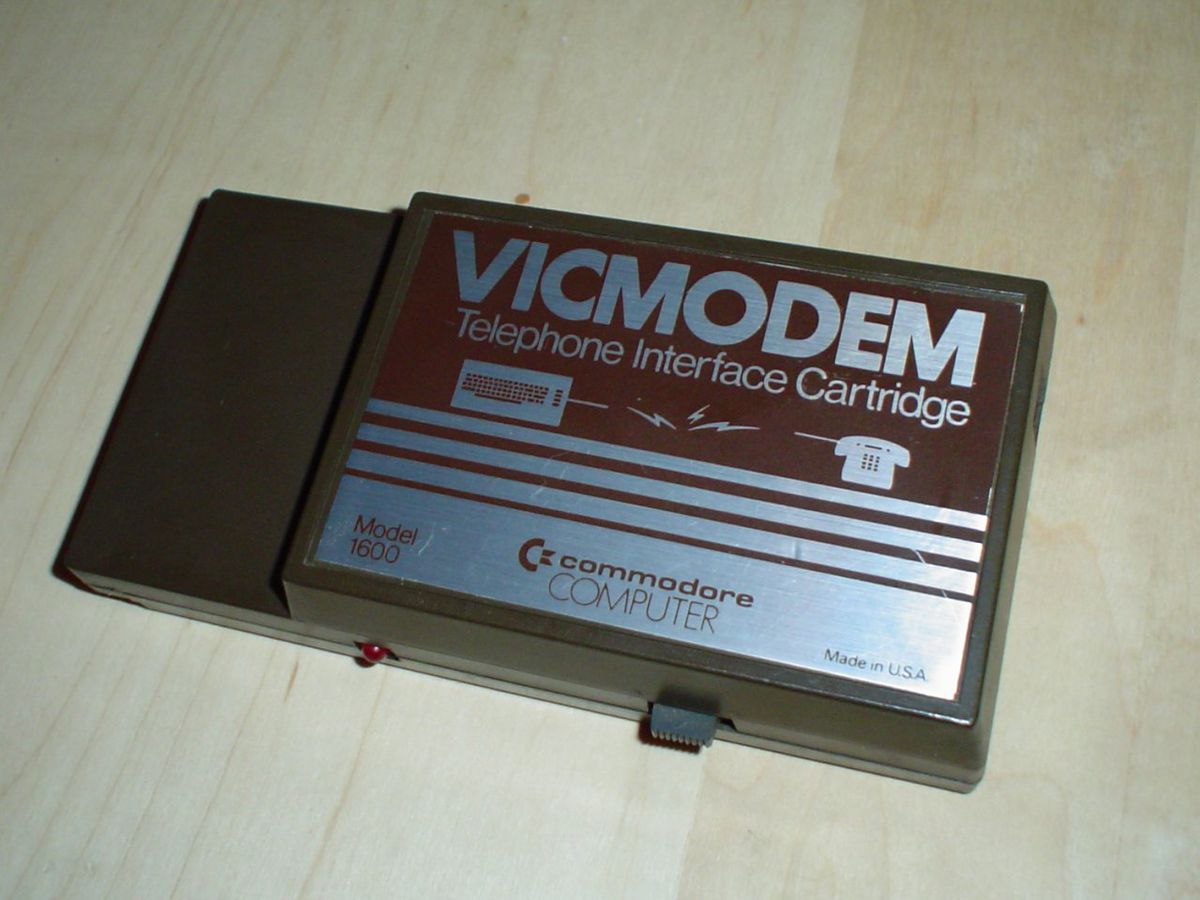 VICMODEM
Telephone Interface Cartridge
Model
1600
commodore
COMPUTER
Made in U.S.A.